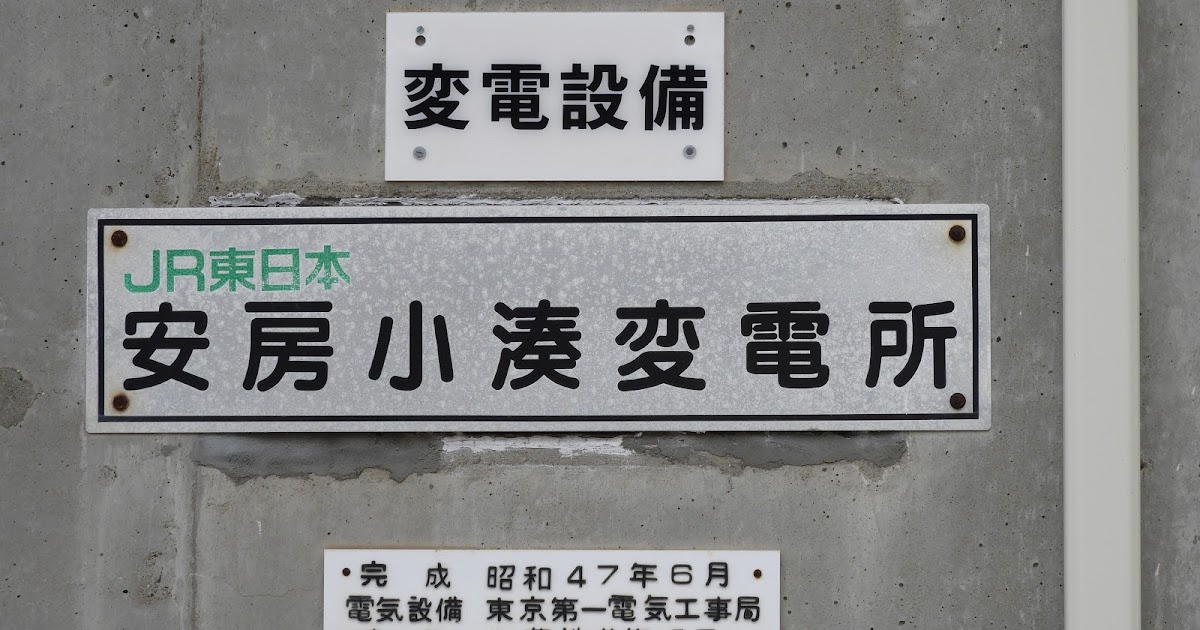 変電設備
JR東日本
安房小湊変電所
完成 昭和47年6月
電気設備 東京第一電気工事局